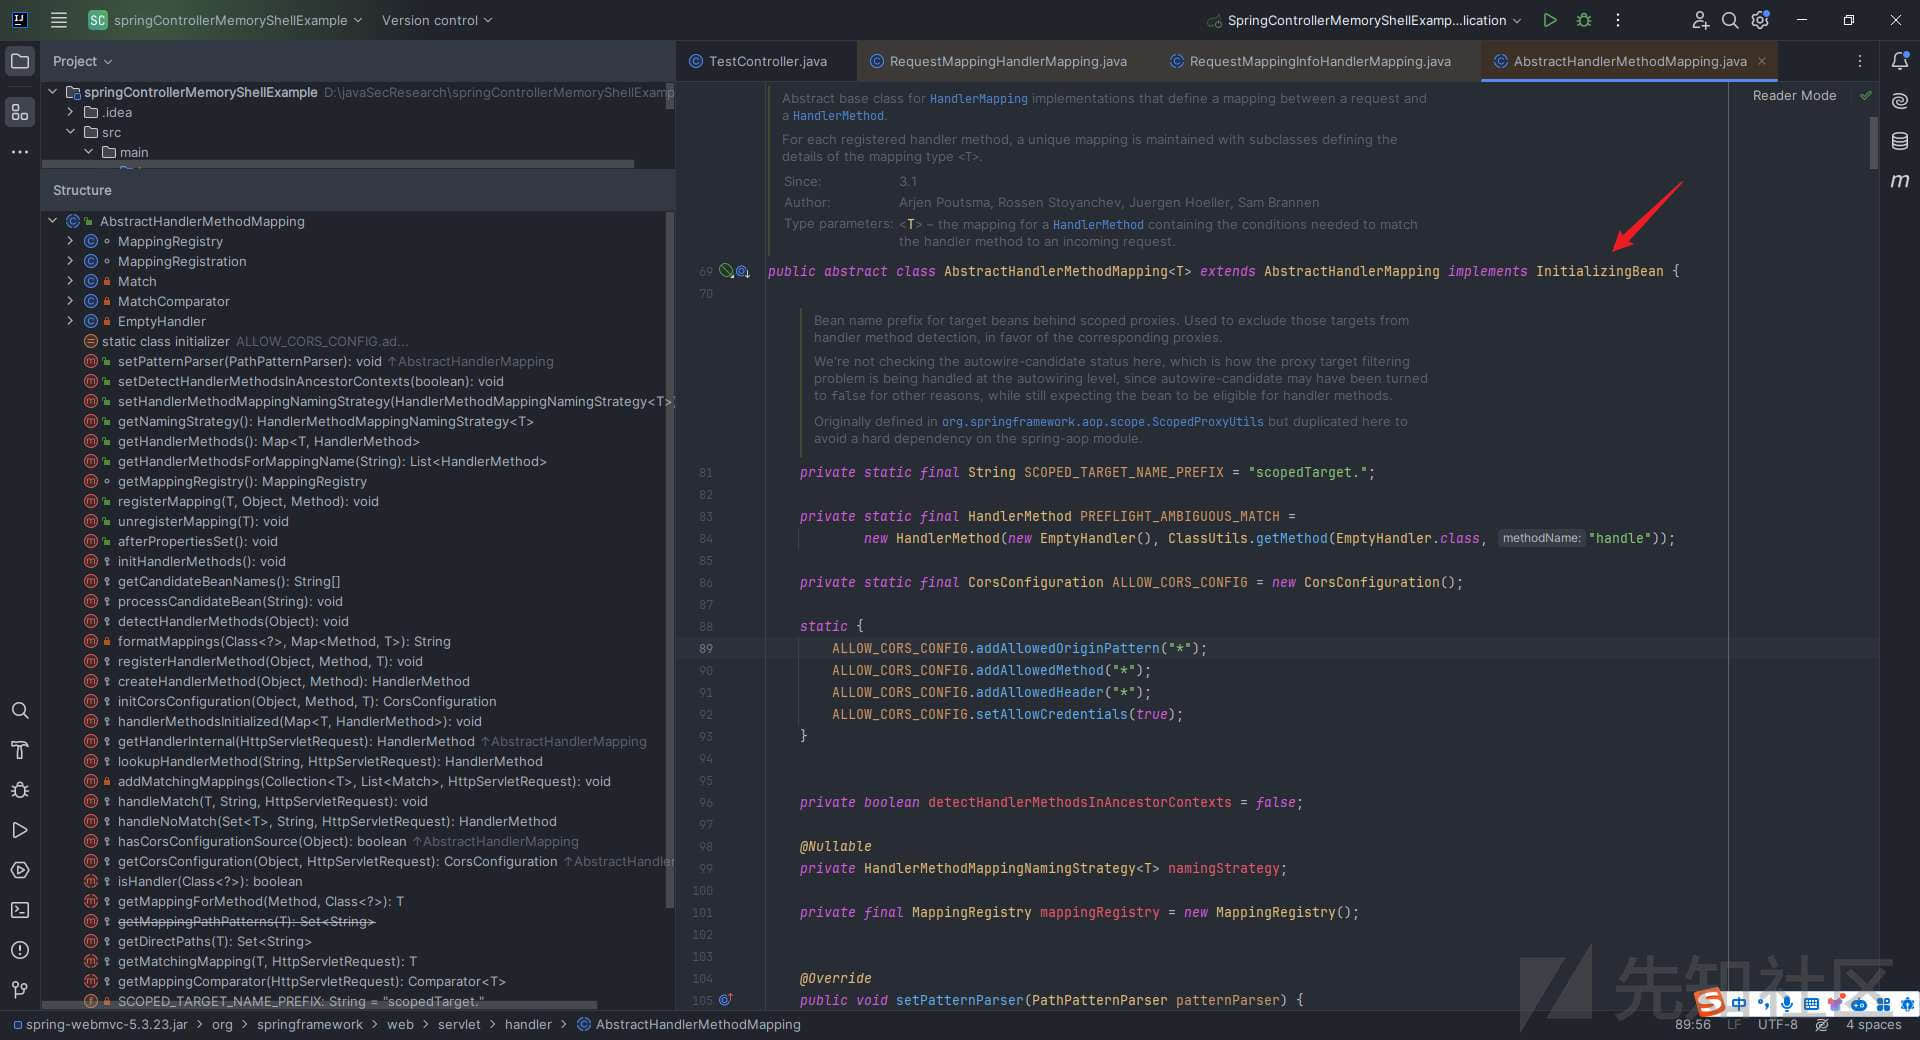 SC springControllerMemoryShellExample Version control SpringControllerMemoryShellExamp...lication
Project
TestController.java RequestMappingHandlerMapping.java RequestMappingInfoHandlerMapping.java AbstractHandlerMethodMapping.java
springControllerMemoryShellExample D:\javaSecResearch\springControllerMemoryShellExamp
.idea
src
main
Structure
AbstractHandlerMethodMapping
MappingRegistry
MappingRegistration
Match
MatchComparator
EmptyHandler
static class initializer ALLOW_CORS_CONFIG.ad...
setPatternParser(PathPatternParser): void ↑AbstractHandlerMapping
setDetectHandlerMethodsInAncestorContexts(boolean): void
setHandlerMethodMappingNamingStrategy(HandlerMethodMappingNamingStrategy<T>)
getNamingStrategy(): HandlerMethodMappingNamingStrategy<T>
getHandlerMethods(): Map<T, HandlerMethod>
getHandlerMethodsForMappingName(String): List<HandlerMethod>
getMappingRegistry(): MappingRegistry
registerMapping(T, Object, Method): void
unregisterMapping(T): void
afterPropertiesSet(): void
initHandlerMethods(): void
getCandidateBeanNames(): String[]
processCandidateBean(String): void
detectHandlerMethods(Object): void
formatMappings(Class<?>, Map<Method, T>): String
registerHandlerMethod(Object, Method, T): void
createHandlerMethod(Object, Method): HandlerMethod
initCorsConfiguration(Object, Method, T): CorsConfiguration
handlerMethodsInitialized(Map<T, HandlerMethod>): void
getHandlerInternal(HttpServletRequest): HandlerMethod ↑AbstractHandlerMapping
lookupHandlerMethod(String, HttpServletRequest): HandlerMethod
addMatchingMappings(Collection<T>, List<Match>, HttpServletRequest): void
handleMatch(T, String, HttpServletRequest): void
handleNoMatch(Set<T>, String, HttpServletRequest): HandlerMethod
hasCorsConfigurationSource(Object): boolean ↑AbstractHandlerMapping
getCorsConfiguration(Object, HttpServletRequest): CorsConfiguration ↑AbstractHandler
isHandler(Class<?>): boolean
getMappingForMethod(Method, Class<?>): T
getMappingPathPatterns(T): Set<String>
getDirectPaths(T): Set<String>
getMatchingMapping(T, HttpServletRequest): T
getMappingComparator(HttpServletRequest): Comparator<T>
SCOPED_TARGET_NAME_PREFIX: String = "scopedTarget."
Reader Mode
Abstract base class for HandlerMapping implementations that define a mapping between a request and
a HandlerMethod.
For each registered handler method, a unique mapping is maintained with subclasses defining the
details of the mapping type <T>.
Since: 3.1
Author: Arjen Poutsma, Rossen Stoyanchev, Juergen Hoeller, Sam Brannen
Type parameters: <T> – the mapping for a HandlerMethod containing the conditions needed to match
the handler method to an incoming request.
69 public abstract class AbstractHandlerMethodMapping<T> extends AbstractHandlerMapping implements InitializingBean {
70
Bean name prefix for target beans behind scoped proxies. Used to exclude those targets from
handler method detection, in favor of the corresponding proxies.
We're not checking the autowire-candidate status here, which is how the proxy target filtering
problem is being handled at the autowiring level, since autowire-candidate may have been turned
to false for other reasons, while still expecting the bean to be eligible for handler methods.
Originally defined in org.springframework.aop.scope.ScopedProxyUtils but duplicated here to
avoid a hard dependency on the spring-aop module.
81 private static final String SCOPED_TARGET_NAME_PREFIX = "scopedTarget.";
82
83 private static final HandlerMethod PREFLIGHT_AMBIGUOUS_MATCH =
84 new HandlerMethod(new EmptyHandler(), ClassUtils.getMethod(EmptyHandler.class, methodName: "handle"));
85
86 private static final CorsConfiguration ALLOW_CORS_CONFIG = new CorsConfiguration();
87
88 static {
89 ALLOW_CORS_CONFIG.addAllowedOriginPattern("*");
90 ALLOW_CORS_CONFIG.addAllowedMethod("*");
91 ALLOW_CORS_CONFIG.addAllowedHeader("*");
92 ALLOW_CORS_CONFIG.setAllowCredentials(true);
93 }
94
95
96 private boolean detectHandlerMethodsInAncestorContexts = false;
97
98 @Nullable
99 private HandlerMethodMappingNamingStrategy<T> namingStrategy;
100
101 private final MappingRegistry mappingRegistry = new MappingRegistry();
102
103
104 @Override
105 public void setPatternParser(PathPatternParser patternParser) {
先知社区
中
spring-webmvc-5.3.23.jar > org > springframework > web > servlet > handler > AbstractHandlerMethodMapping
89:56 LF UTF-8 4 spaces